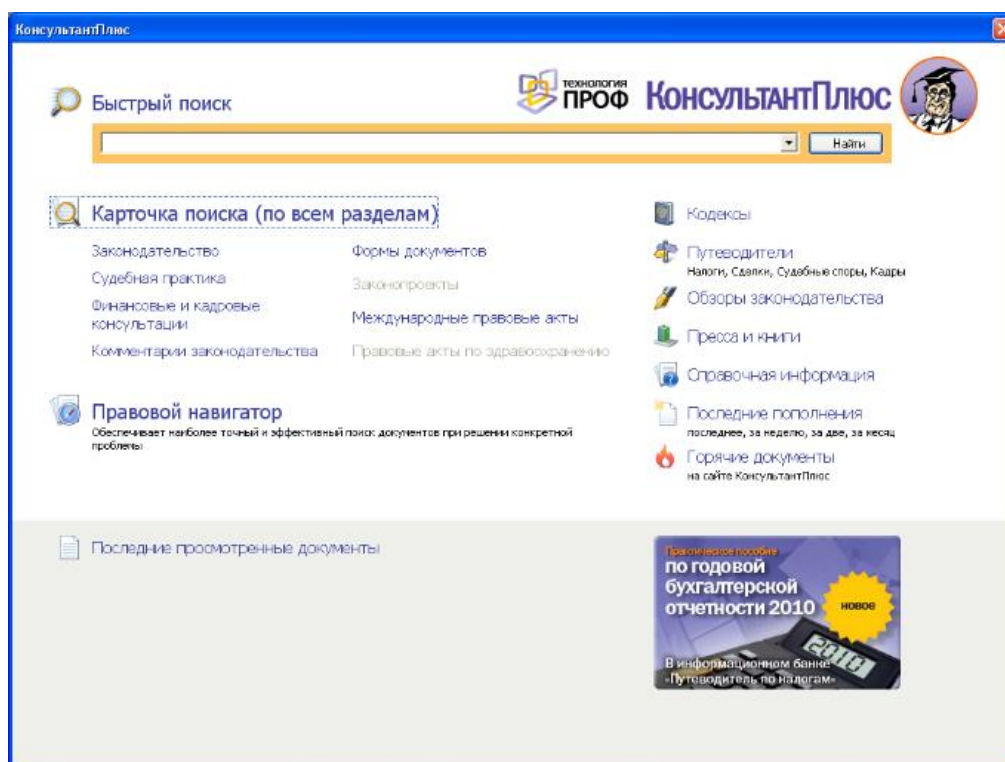 КонсультантПлюс
Быстрый поиск
технология
ПРОФ
КонсультантПлюс
Найти
Карточка поиска (по всем разделам)
Законодательство
Судебная практика
Финансовые и кадровые
консультации
Комментарии законодательства
Формы документов
Законопроекты
Международные правовые акты
Правовые акты по здравоохранению
Правовой навигатор
Обеспечивает наиболее точный и эффективный поиск документов при решении конкретной
проблемы
Кодексы
Путеводители
Налоги, Сделки, Судебные споры, Кадры
Обзоры законодательства
Пресса и книги
Справочная информация
Последние пополнения
последнее, за неделю, за две, за месяц
Горячие документы
на сайте КонсультантПлюс
Последние просмотренные документы
Практическое пособие
по годовой
бухгалтерской
отчетности 2010
новое
2010
В информационном банке
«Путеводитель по налогам»